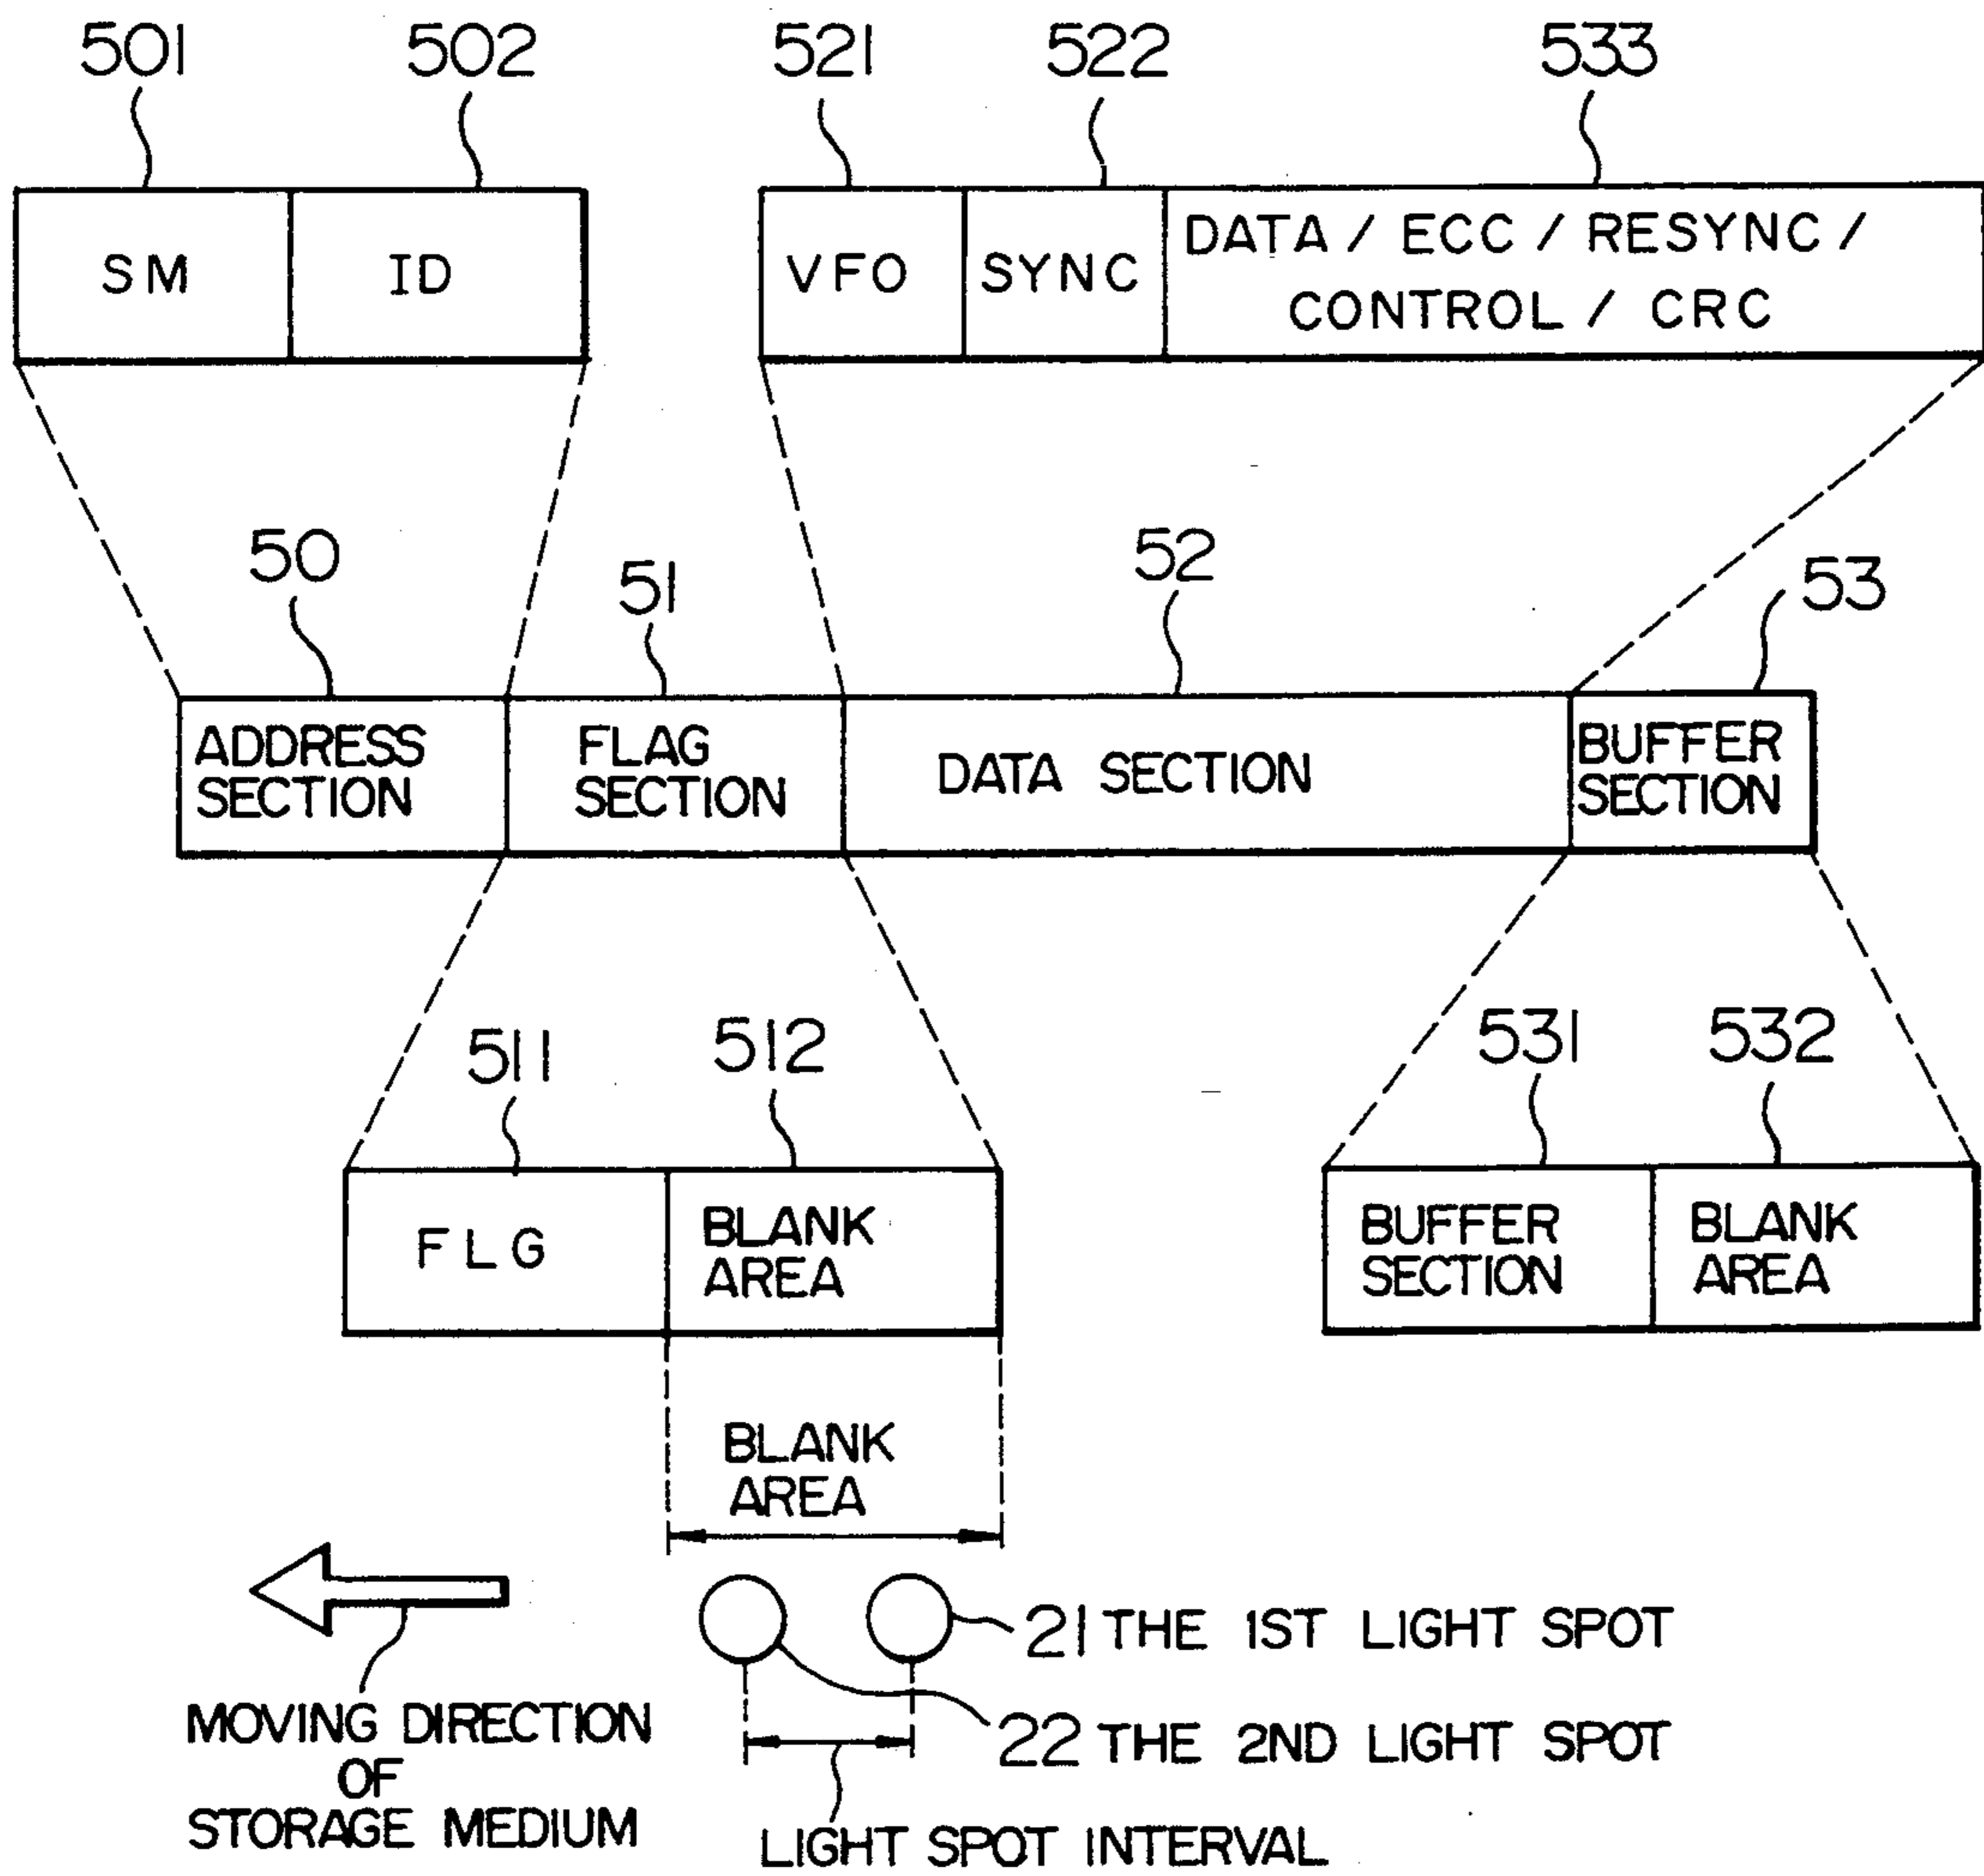 501 502 521 522 533
SM ID VFO SYNC DATA / ECC / RESYNC /
CONTROL / CRC
50 51 52 53
ADDRESS
SECTION
FLAG
SECTION
DATA SECTION
BUFFER
SECTION
511 512 531 532
FLG
BLANK
AREA
BUFFER
SECTION
BLANK
AREA
BLANK
AREA
21 THE 1ST LIGHT SPOT
22 THE 2ND LIGHT SPOT
MOVING DIRECTION
OF
STORAGE MEDIUM
LIGHT SPOT INTERVAL